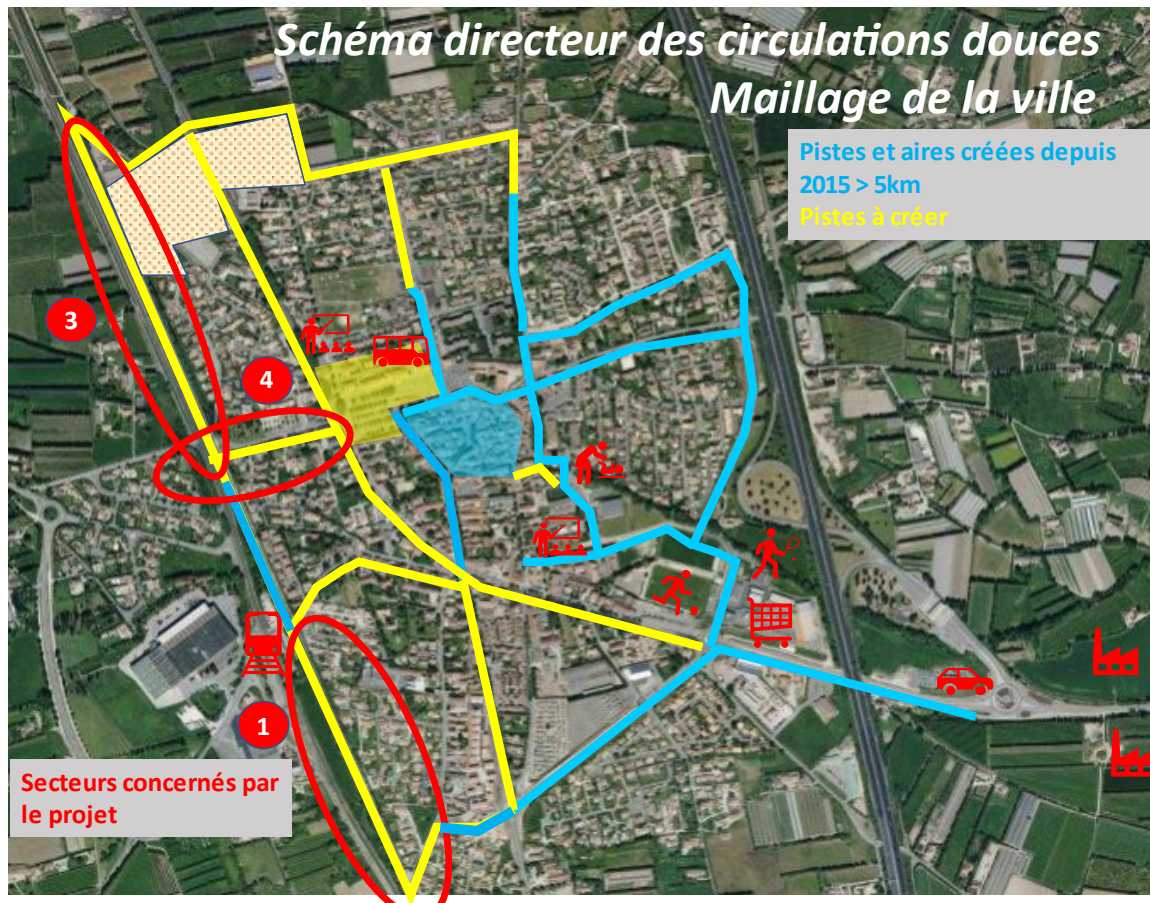 Schéma directeur des circulations douces
Maillage de la ville
Pistes et aires créées depuis
2015 > 5km
Pistes à créer
3
4
1
Secteurs concernés par
le projet